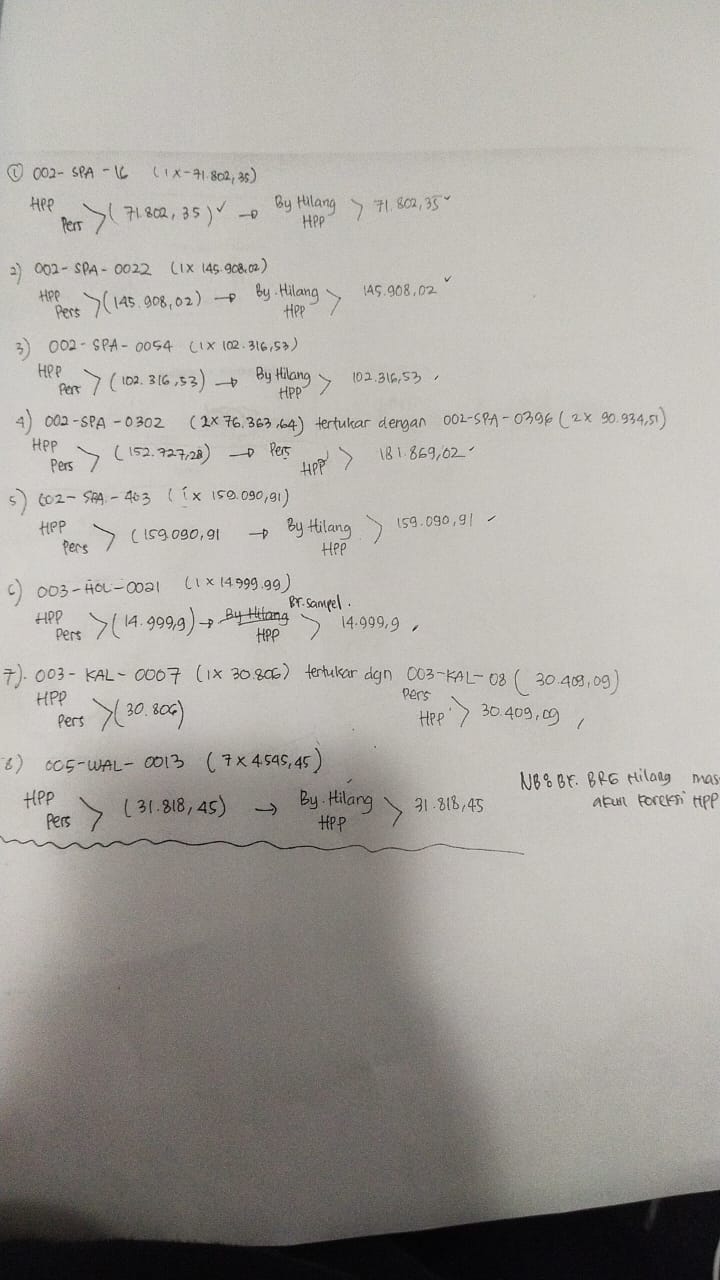 ① 002-SPA-16 (1x-71.802,35)
HPP
Pers > (71.802,35)✓ → By Hilang
HPP > 71.802,35 ✓
2) 002-SPA-0022 (1x 145.908,02)
HPP
Pers > (145.908,02) → By.Hilang
HPP > 145.908,02 ✓
3) 002-SPA-0054 (1x 102.316,53)
HPP
Pers > (102.316,53) → By Hilang
HPP > 102.316,53
4) 002-SPA-0302 (2x 76.363,64) tertukar dengan 002-SPA-0396 (2x 90.934,51)
HPP
Pers > (152.727,28) → Pers
HPP > 181.869,02
5) 002-SPA-403 (1x 159.090,91)
HPP
Pers > (159.090,91 → By Hilang
HPP > 159.090,91
6) 003-HOL-0021 (1x 14.999.99)
HPP
Pers > (14.999,9) → By Hilang Br.sampel.
HPP > 14.999,9
7). 003-KAL-0007 (1x 30.806) tertukar dgn 003-KAL-08 (30.409,09)
HPP
Pers > (30.806)
Pers
HPP > 30.409,09
8) 005-WAL-0013 (7x4.545,45)
HPP
Pers > (31.818,45) → By.Hilang
HPP > 31.818,45
BRG Hilang mas
akun koreksi HPP